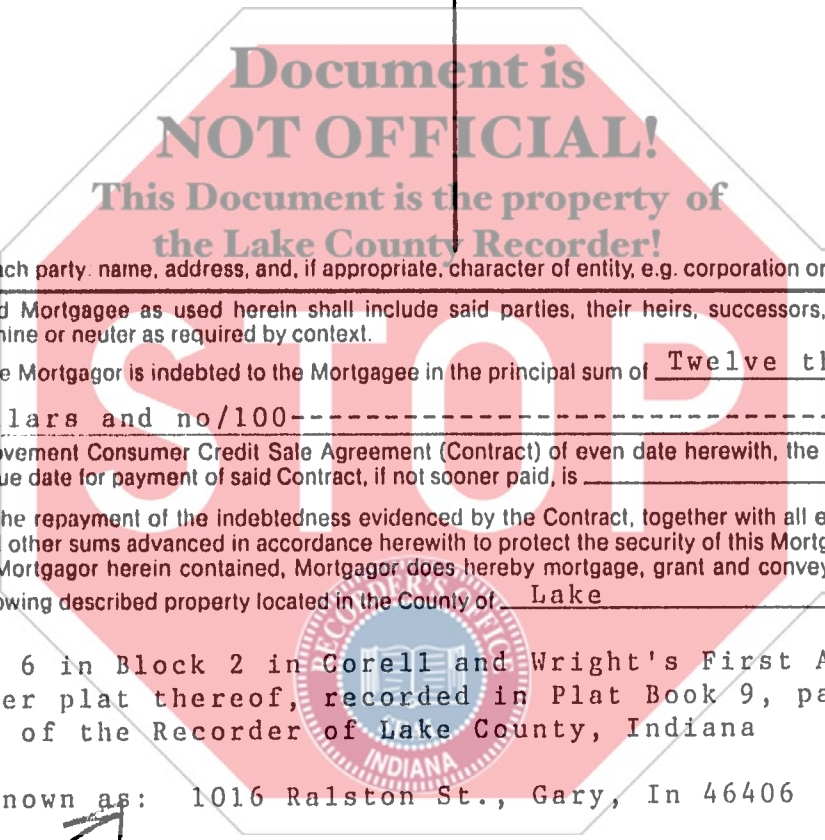 Document is
NOT OFFICIAL!
This Document is the property of
the Lake County Recorder!
ach party: name, address, and, if appropriate, character of entity, e.g. corporation or
d Mortgagee as used herein shall include said parties, their heirs, successors,
nine or neuter as required by context.
e Mortgagor is indebted to the Mortgagee in the principal sum of Twelve th
lars and no/100--------------------------------
ovement Consumer Credit Sale Agreement (Contract) of even date herewith, the
ue date for payment of said Contract, if not sooner paid, is
STOP
he repayment of the indebtedness evidenced by the Contract, together with all e
other sums advanced in accordance herewith to protect the security of this Mortg
Mortgagor herein contained, Mortgagor does hereby mortgage, grant and convey
owing described property located in the County of Lake
RECORDER'S OFFIC
6 in Block 2 in Corell and Wright's First A
er plat thereof, recorded in Plat Book 9, pa
of the Recorder of Lake County, Indiana
SEAL
INDIANA
nown as: 1016 Ralston St., Gary, In 46406